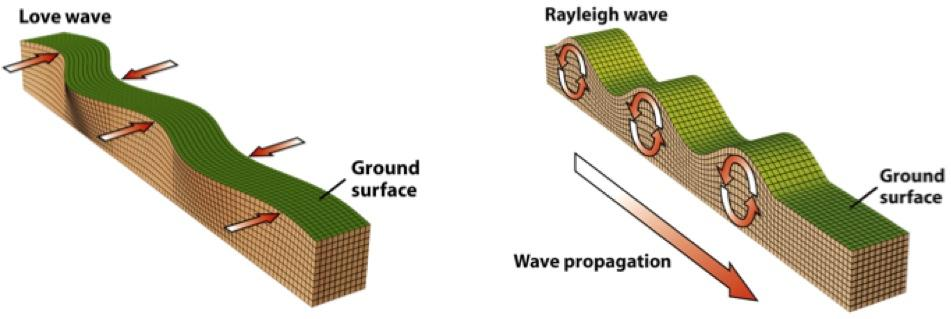 Love wave
Ground
surface
Rayleigh wave
Ground
surface
Wave propagation